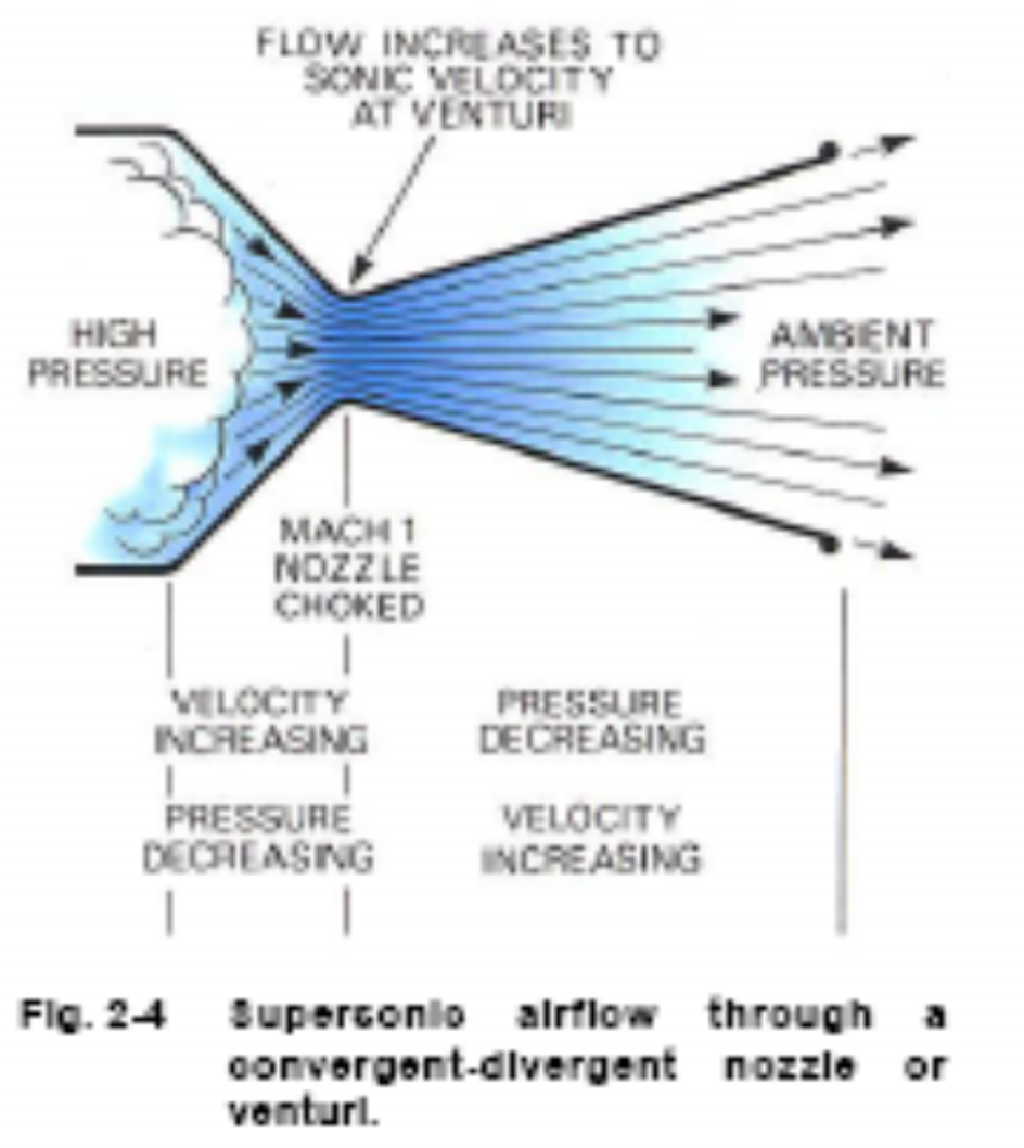 FLOW INCREASES TO
SONIC VELOCITY
AT VENTURI
HIGH
PRESSURE
AMBIENT
PRESSURE
MACH 1
NOZZLE
CHOKED
VELOCITY
INCREASING
PRESSURE
DECREASING
PRESSURE
DECREASING
VELOCITY
INCREASING
Fig. 2-4 Supersonic airflow through a
convergent-divergent nozzle or
venturi.